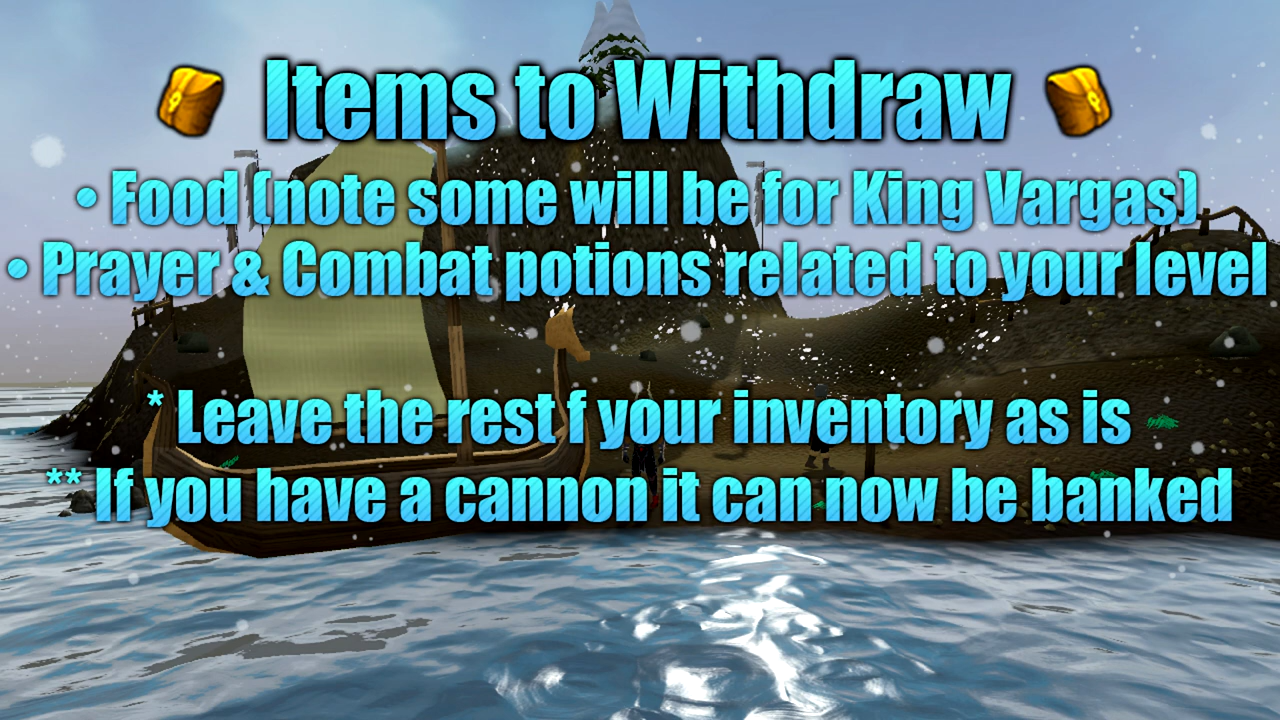 Items to Withdraw
• Food (note some will be for King Vargas)
• Prayer & Combat potions related to your level
* Leave the rest f your inventory as is
** If you have a cannon it can now be banked